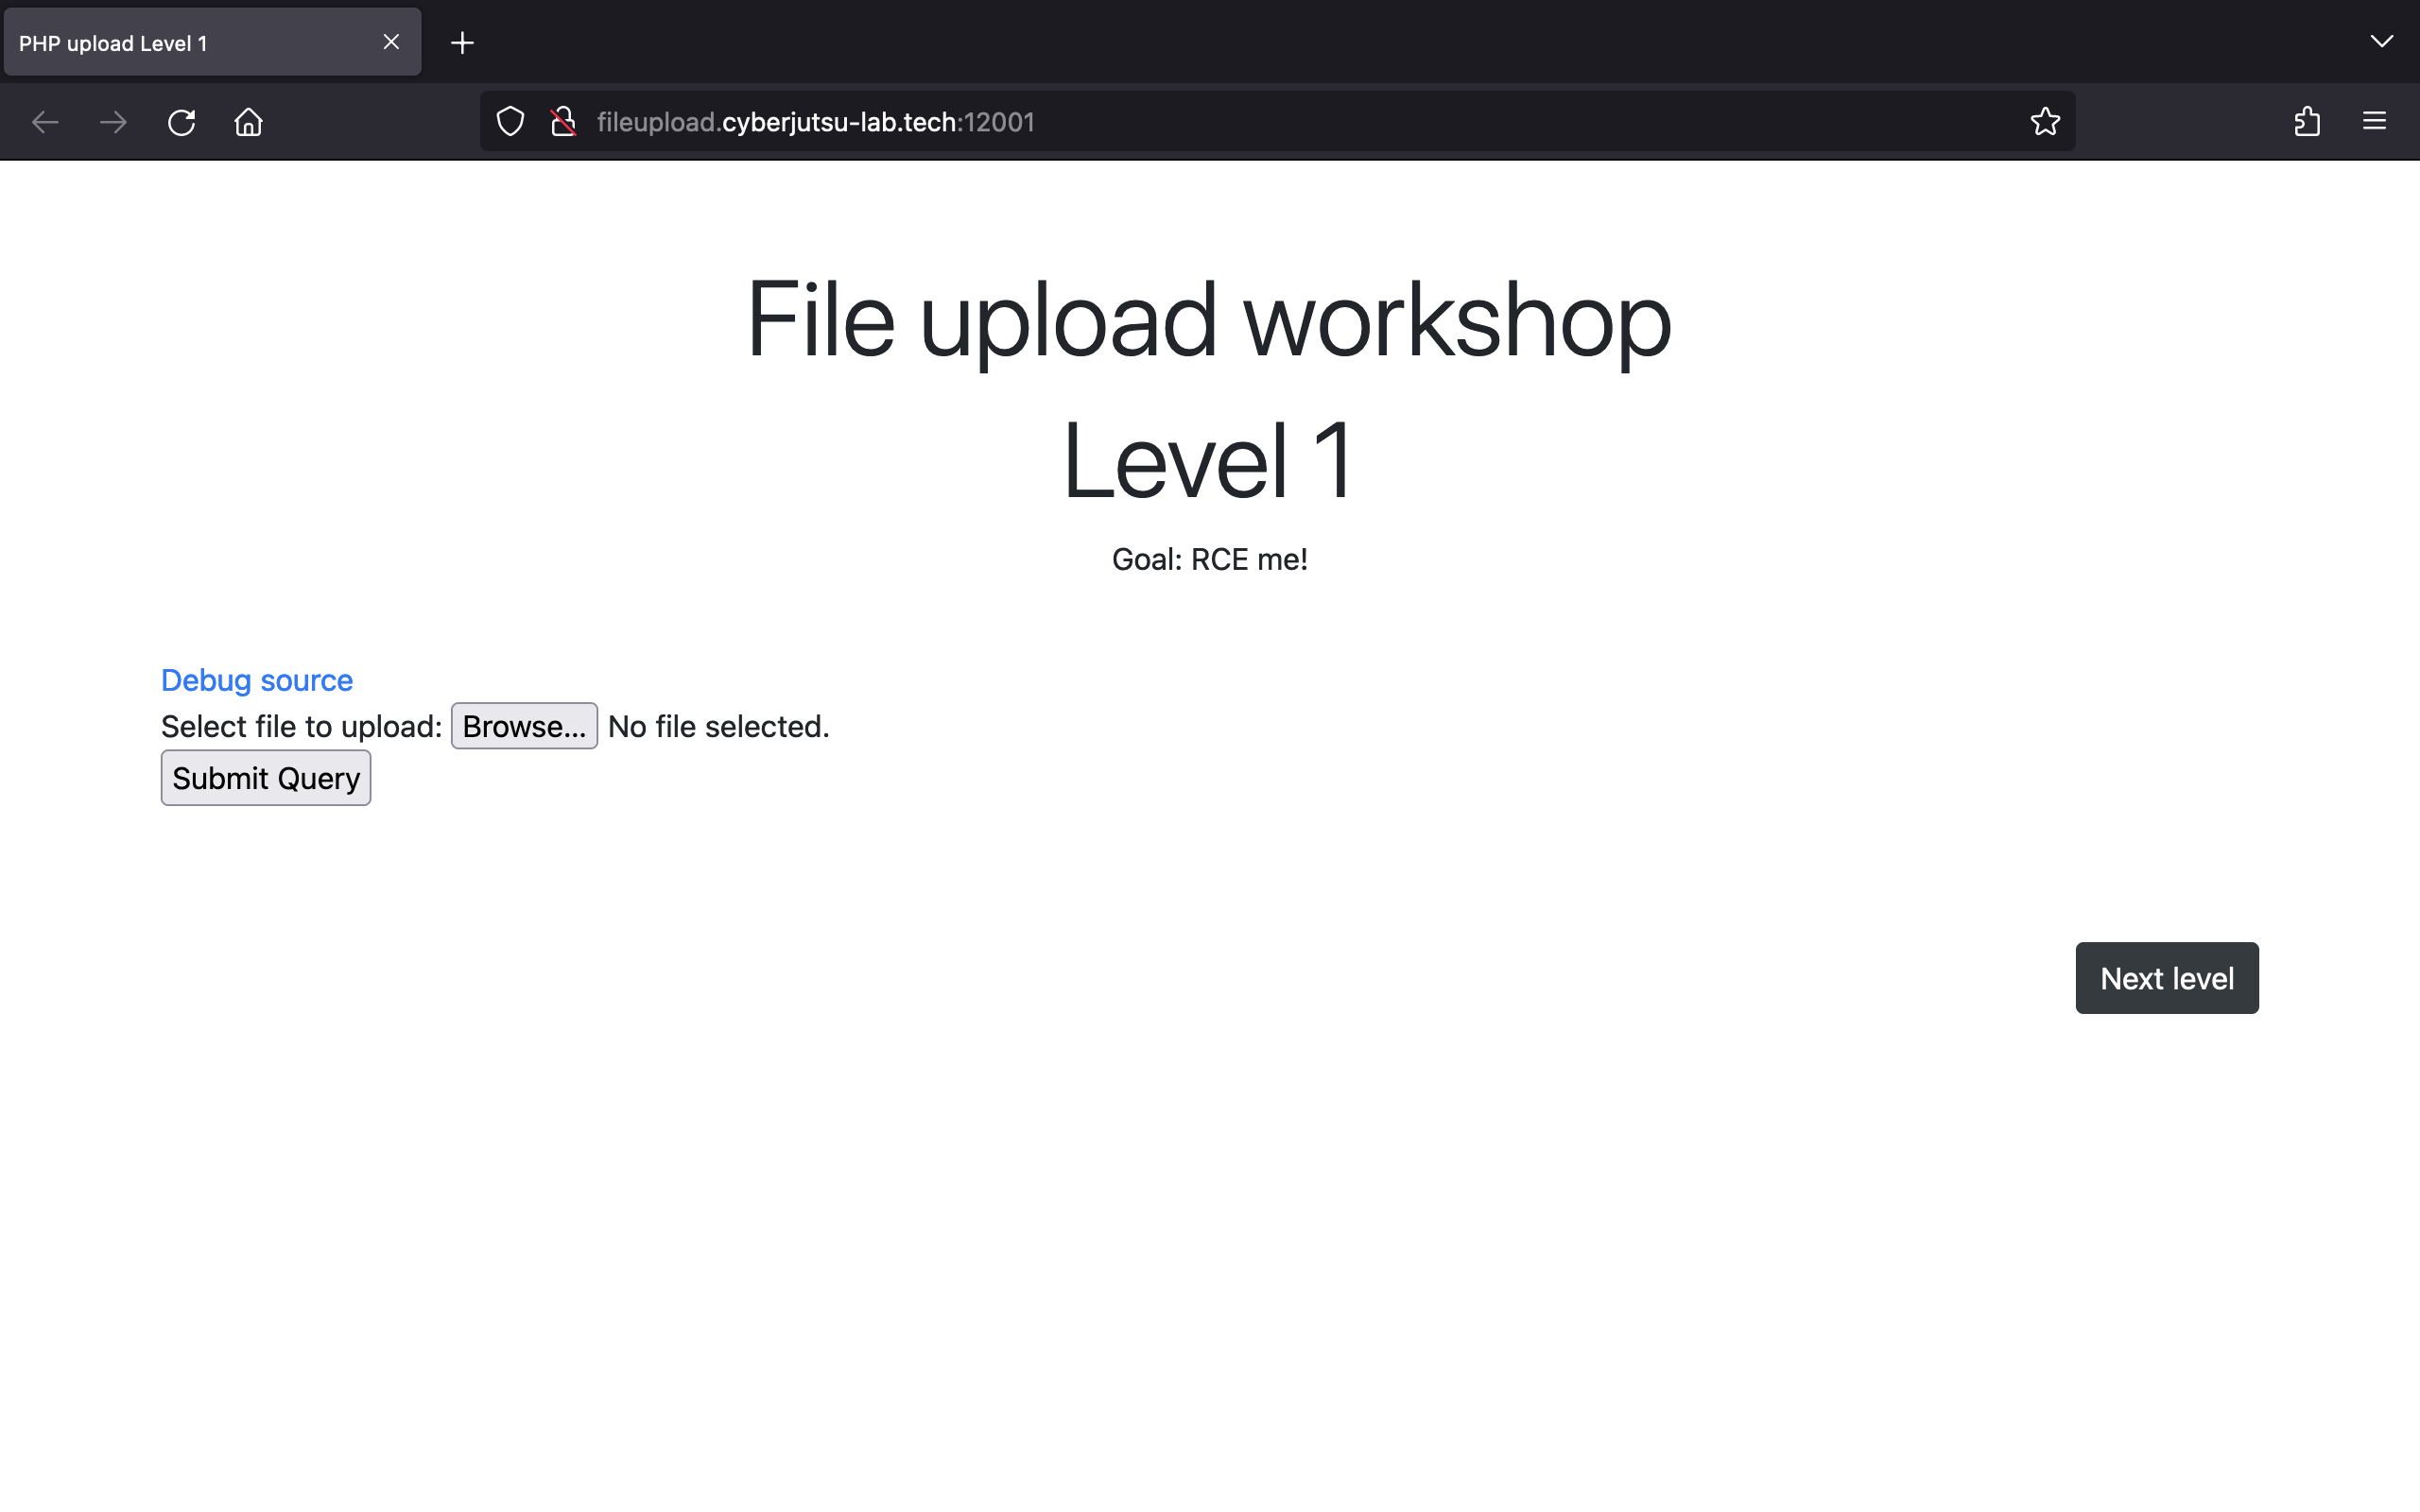 PHP upload Level 1
fileupload.cyberjutsu-lab.tech:12001
File upload workshop
Level 1
Goal: RCE me!
Debug source
Select file to upload: Browse... No file selected.
Submit Query
Next level